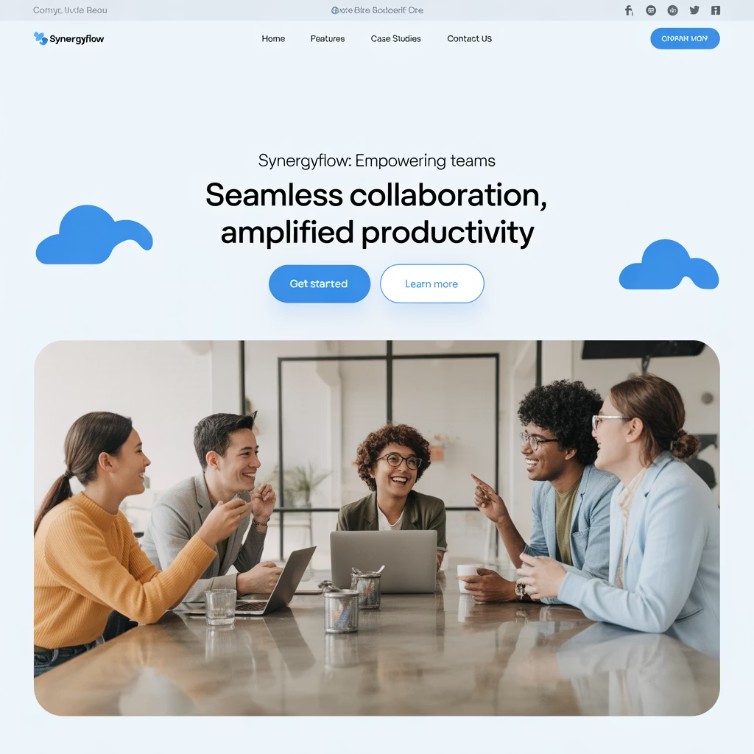 Synergyflow
Home Features Case Studies Contact US
Synergyflow: Empowering teams
Seamless collaboration,
amplified productivity
Get started Learn more